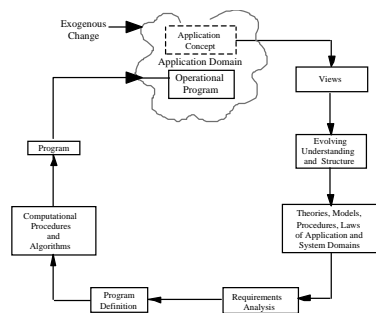 Exogenous
Change
Application
Concept
Application Domain
Operational
Program
Views
Evolving
Understanding
and Structure
Theories, Models,
Procedures, Laws
of Application and
System Domains
Requirements
Analysis
Program
Definition
Computational
Procedures
and
Algorithms
Program